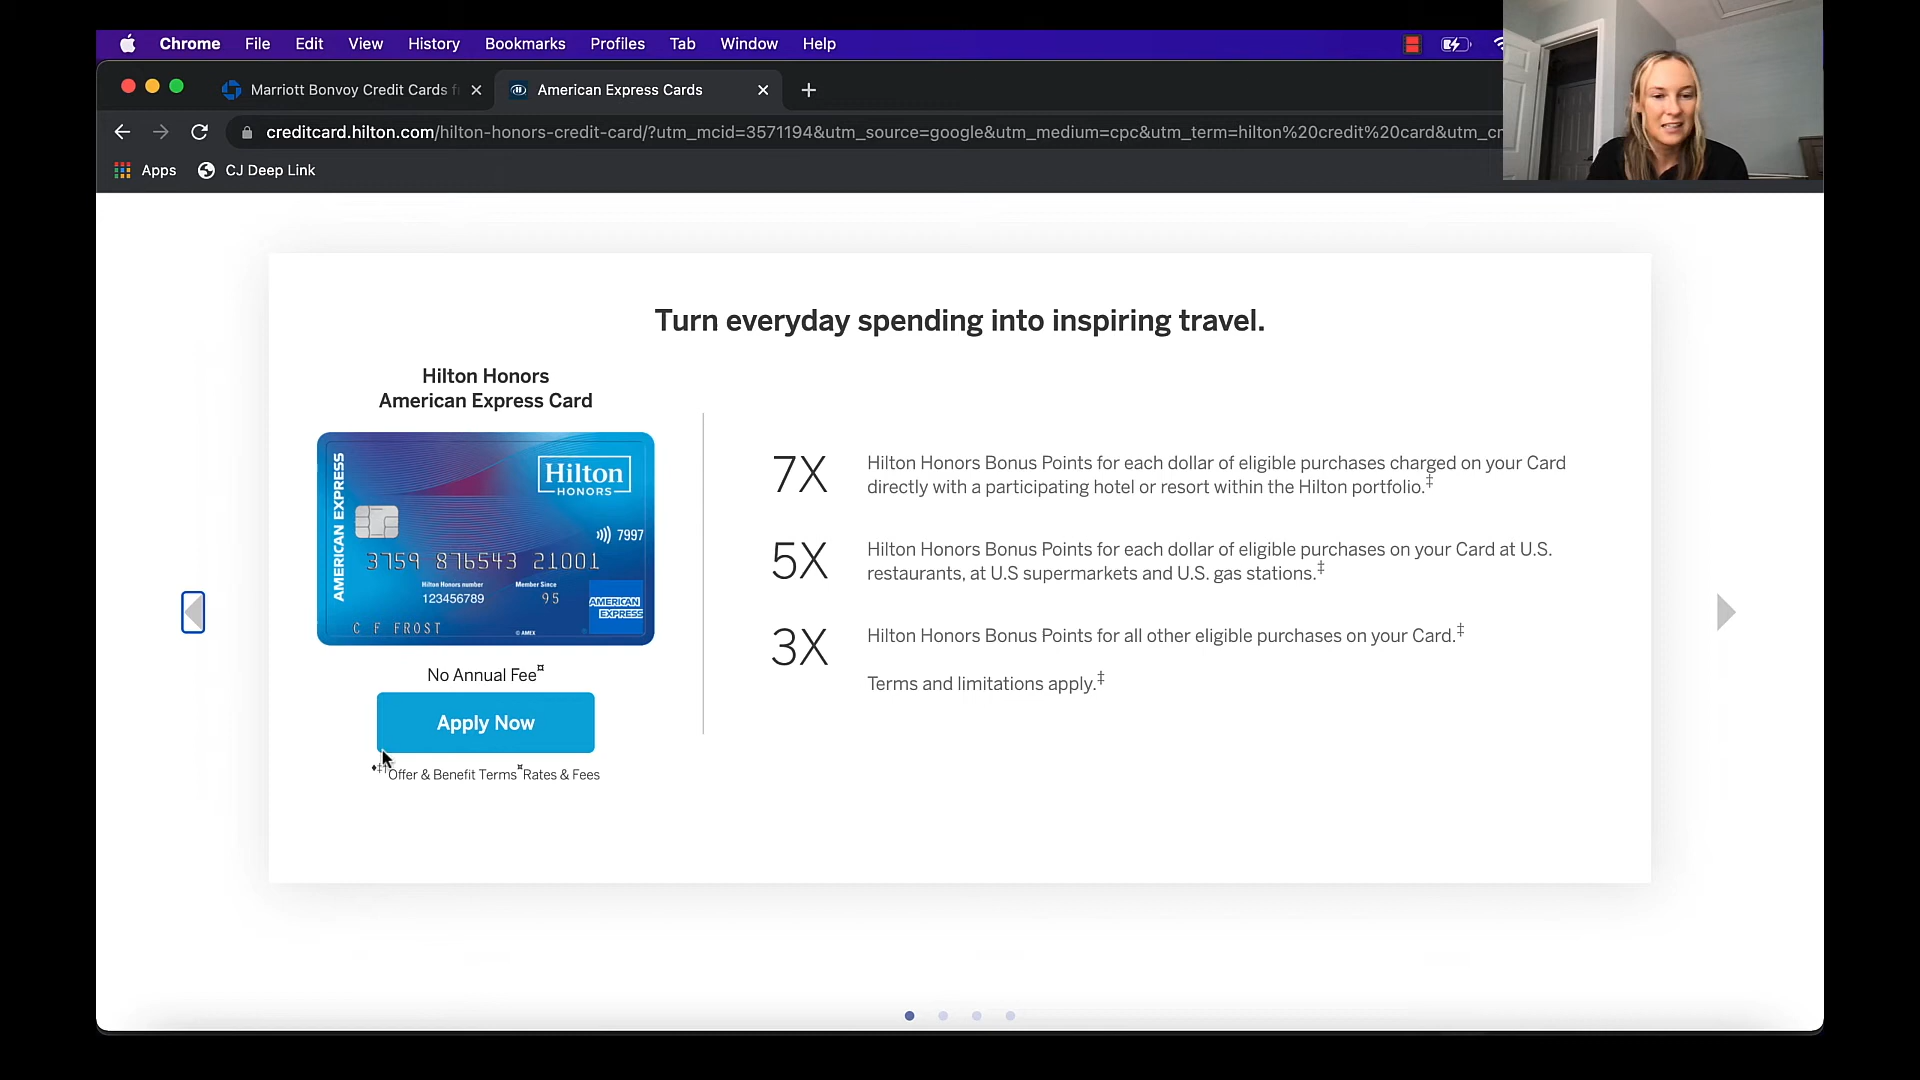 Chrome File Edit View History Bookmarks Profiles Tab Window Help
Marriott Bonvoy Credit Cards f
American Express Cards
creditcard.hilton.com/hilton-honors-credit-card/?utm_mcid=3571194&utm_source=google&utm_medium=cpc&utm_term=hilton%20credit%20card&utm_c
Apps
CJ Deep Link
Turn everyday spending into inspiring travel.
Hilton Honors
American Express Card
AMERICAN EXPRESS
Hilton
HONORS
7997
3759 876543 21001
Hilton Honors number
Member Since
123456789
95
AMERICAN
EXPRESS
C F FROST
© AMEX
No Annual Fee¤
Apply Now
♦‡†Offer & Benefit Terms ¤Rates & Fees
7X
Hilton Honors Bonus Points for each dollar of eligible purchases charged on your Card
directly with a participating hotel or resort within the Hilton portfolio.‡
5X
Hilton Honors Bonus Points for each dollar of eligible purchases on your Card at U.S.
restaurants, at U.S supermarkets and U.S. gas stations.‡
3X
Hilton Honors Bonus Points for all other eligible purchases on your Card.‡
Terms and limitations apply.‡